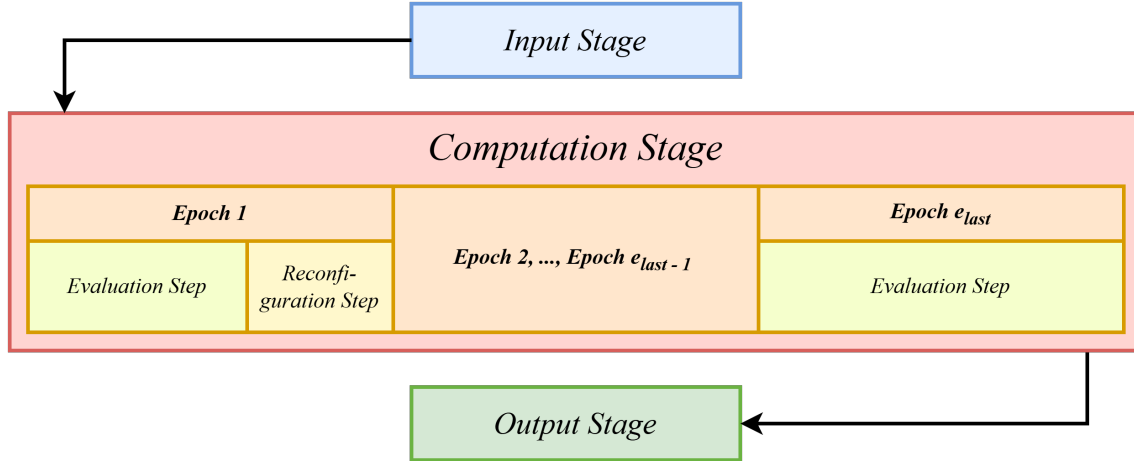 Input Stage
Computation Stage
Epoch 1
Epoch 2, ..., Epoch e_last - 1
Epoch e_last
Evaluation Step
Reconfi-
guration Step
Evaluation Step
Output Stage